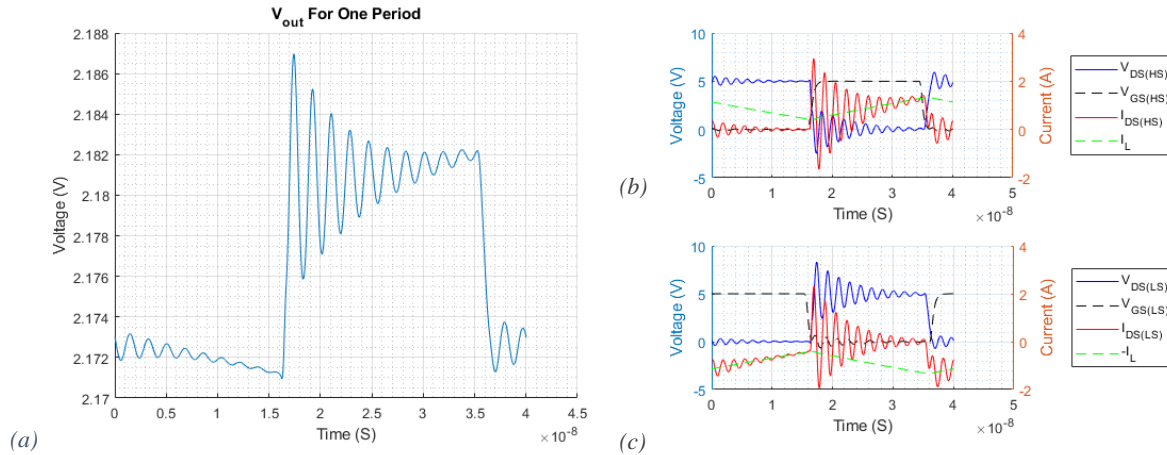 V_out For One Period
2.188
2.186
2.184
2.182
2.18
2.178
2.176
2.174
2.172
2.17
Voltage (V)
0 0.5 1 1.5 2 2.5 3 3.5 4 4.5
Time (S)
×10^-8
(a)
10
5
0
-5
Voltage (V)
4
2
0
-2
Current (A)
0 1 2 3 4 5
Time (S)
×10^-8
V_DS(HS)
V_GS(HS)
I_DS(HS)
I_L
(b)
10
5
0
-5
Voltage (V)
4
2
0
-2
Current (A)
0 1 2 3 4 5
Time (S)
×10^-8
V_DS(LS)
V_GS(LS)
I_DS(LS)
-I_L
(c)